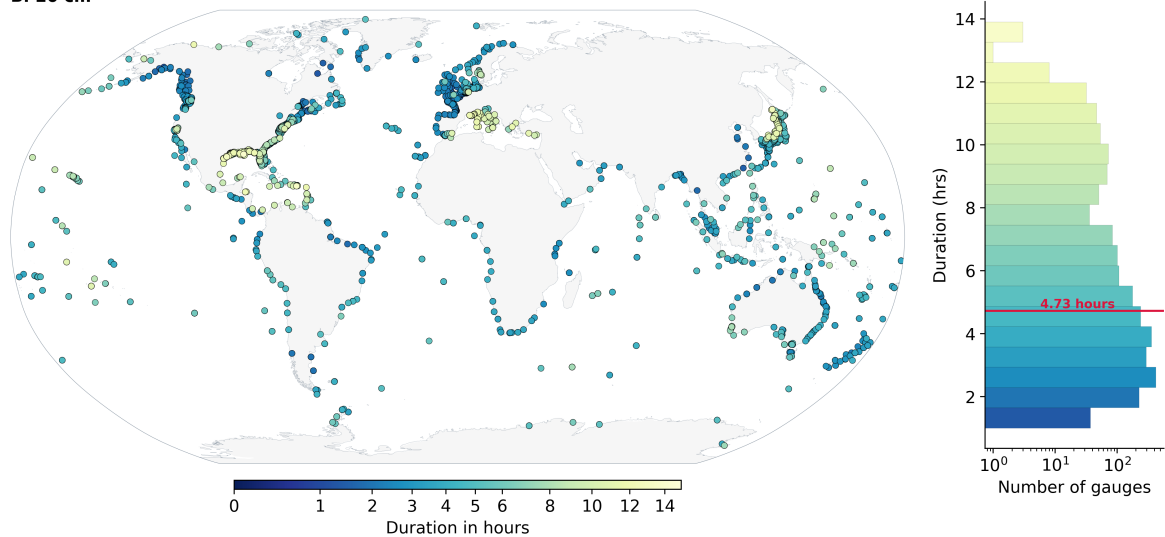 14
12
10
8
6
4
2
Duration (hrs)
4.73 hours
10⁰ 10¹ 10²
Number of gauges
0 1 2 3 4 5 6 8 10 12 14
Duration in hours